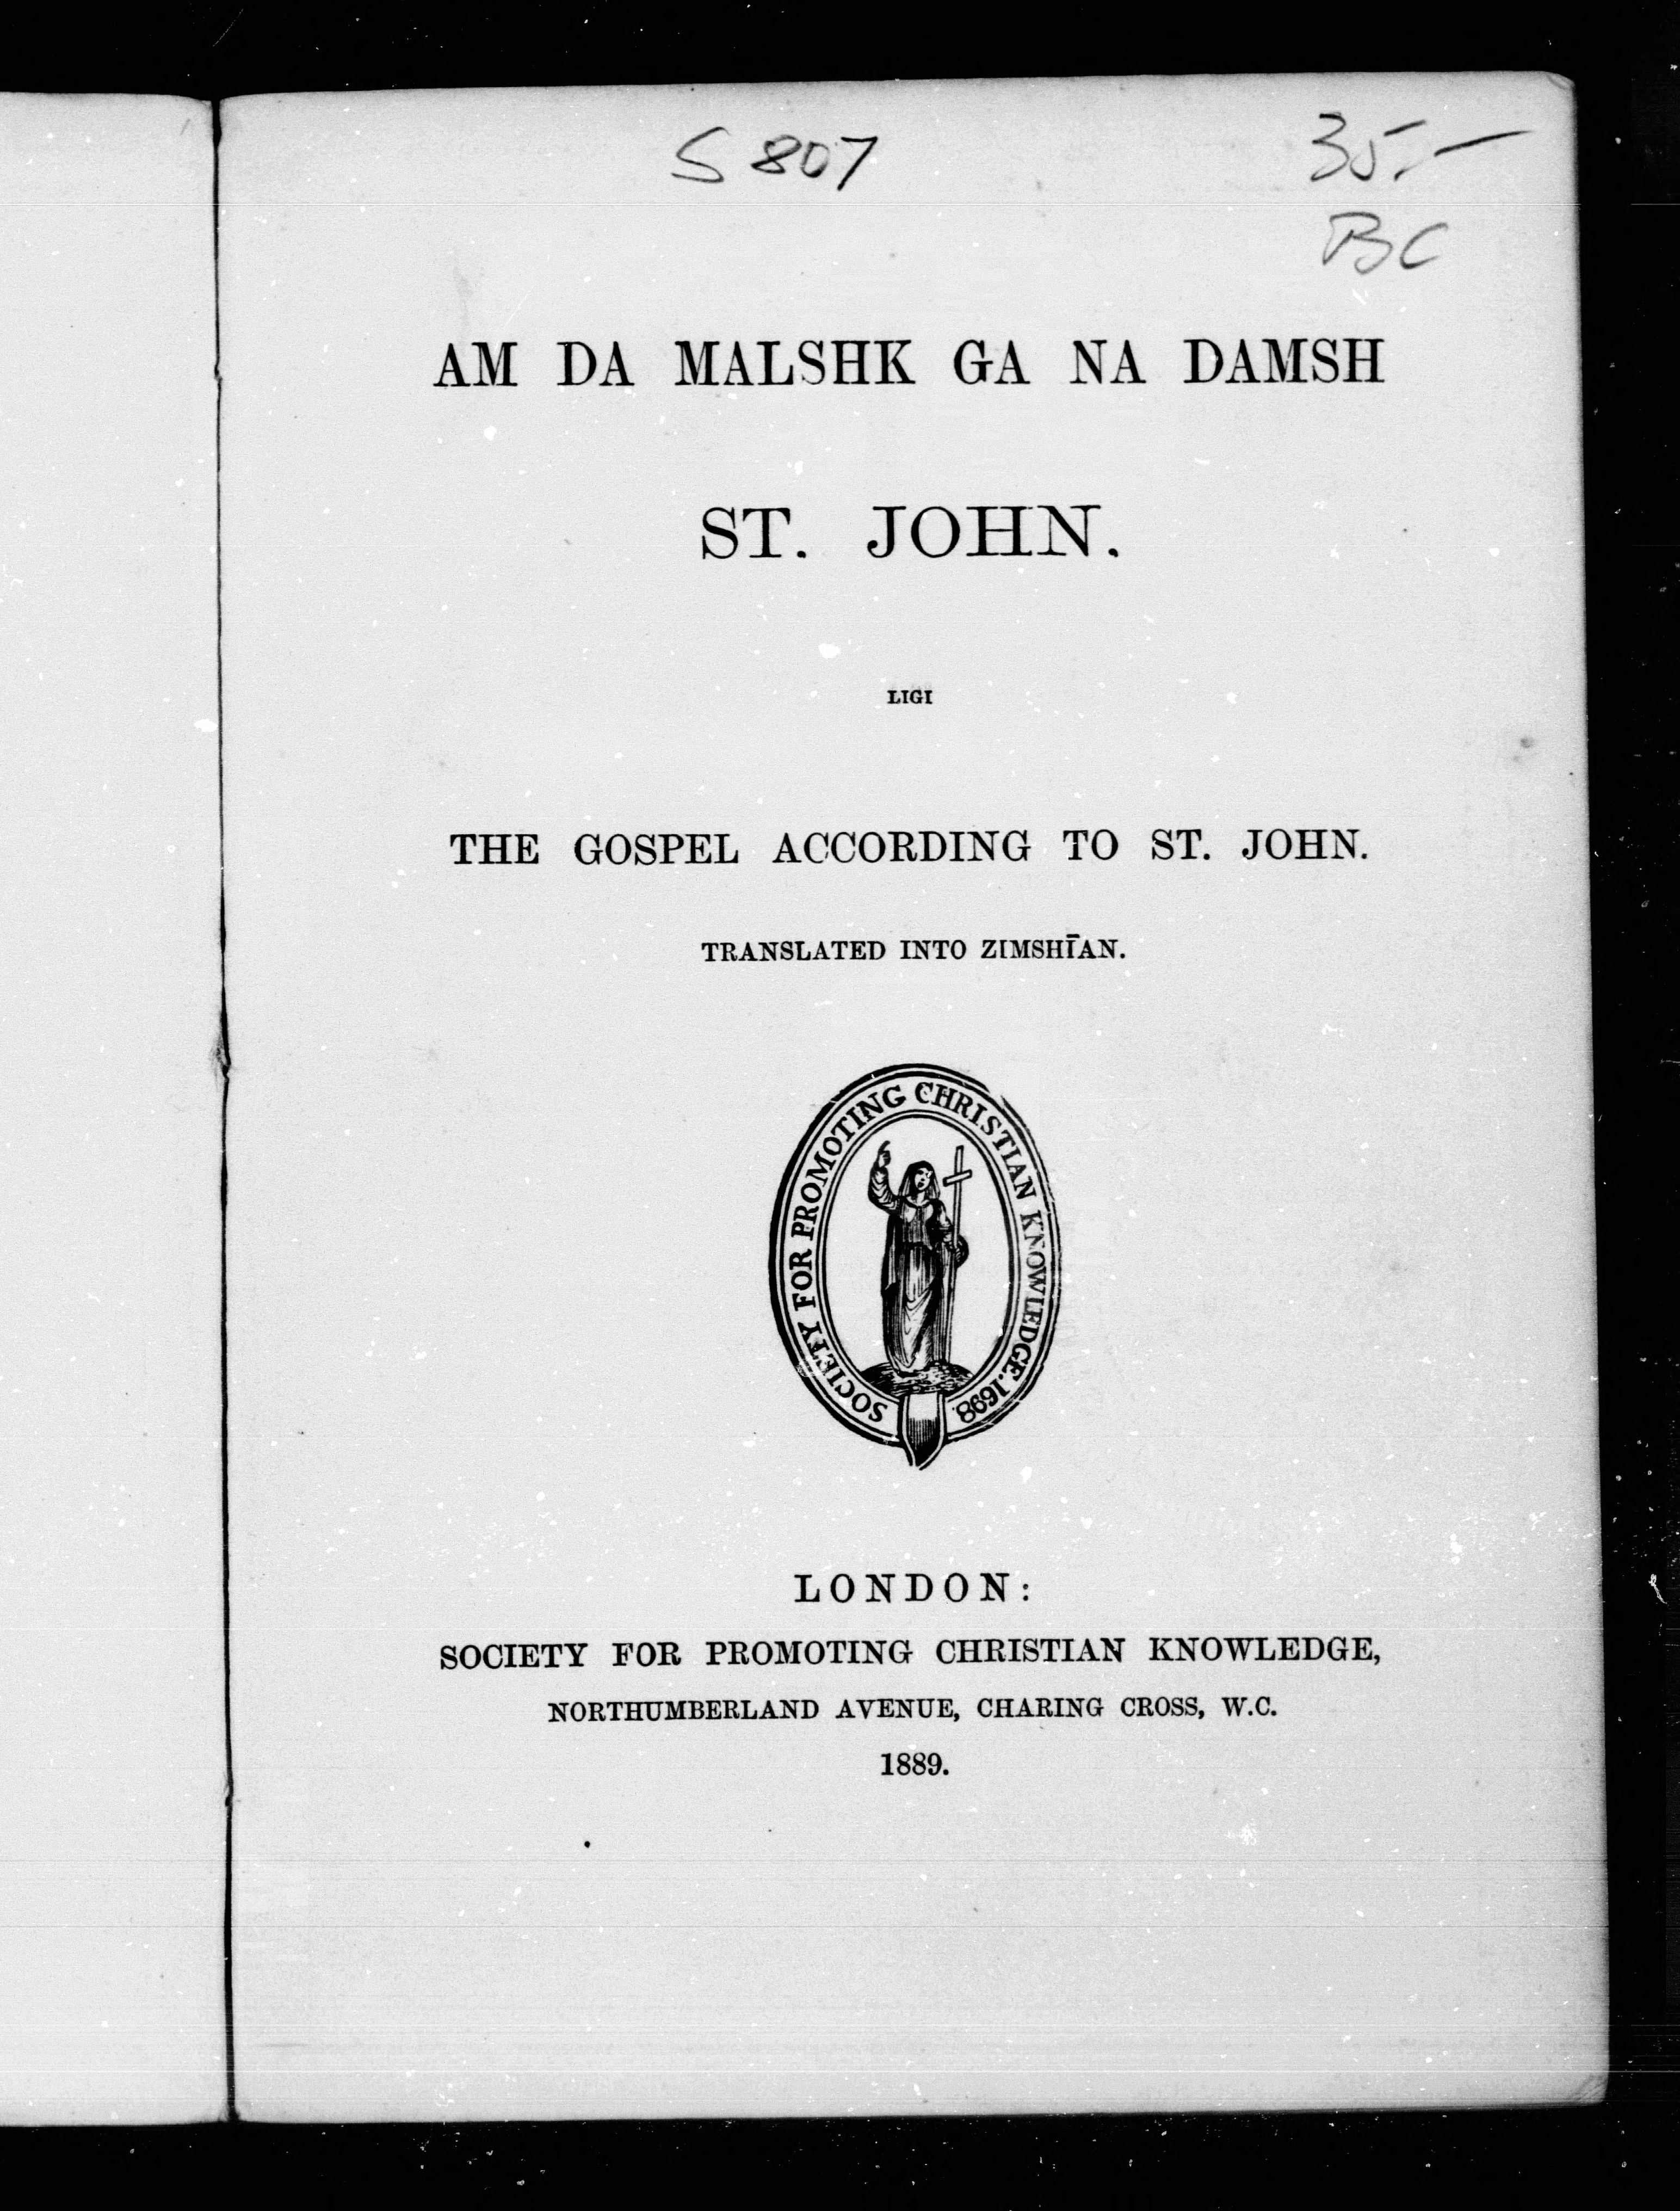 S 807
35.-
BC
AM DA MALSHK GA NA DAMSH
ST. JOHN.
LIGI
THE GOSPEL ACCORDING TO ST. JOHN.
TRANSLATED INTO ZIMSHĪAN.
SOCIETY FOR PROMOTING CHRISTIAN KNOWLEDGE. 1698.
LONDON:
SOCIETY FOR PROMOTING CHRISTIAN KNOWLEDGE,
NORTHUMBERLAND AVENUE, CHARING CROSS, W.C.
1889.